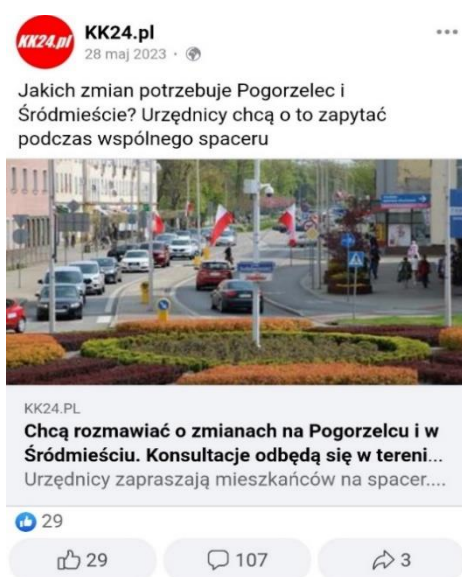 KK24.pl
KK24.pl
28 maj 2023
Jakich zmian potrzebuje Pogorzelec i
Śródmieście? Urzędnicy chcą o to zapytać
podczas wspólnego spaceru
KK24.PL
Chcą rozmawiać o zmianach na Pogorzelcu i w
Śródmieściu. Konsultacje odbędą się w tereni...
Urzędnicy zapraszają mieszkańców na spacer....
29
29
107
3